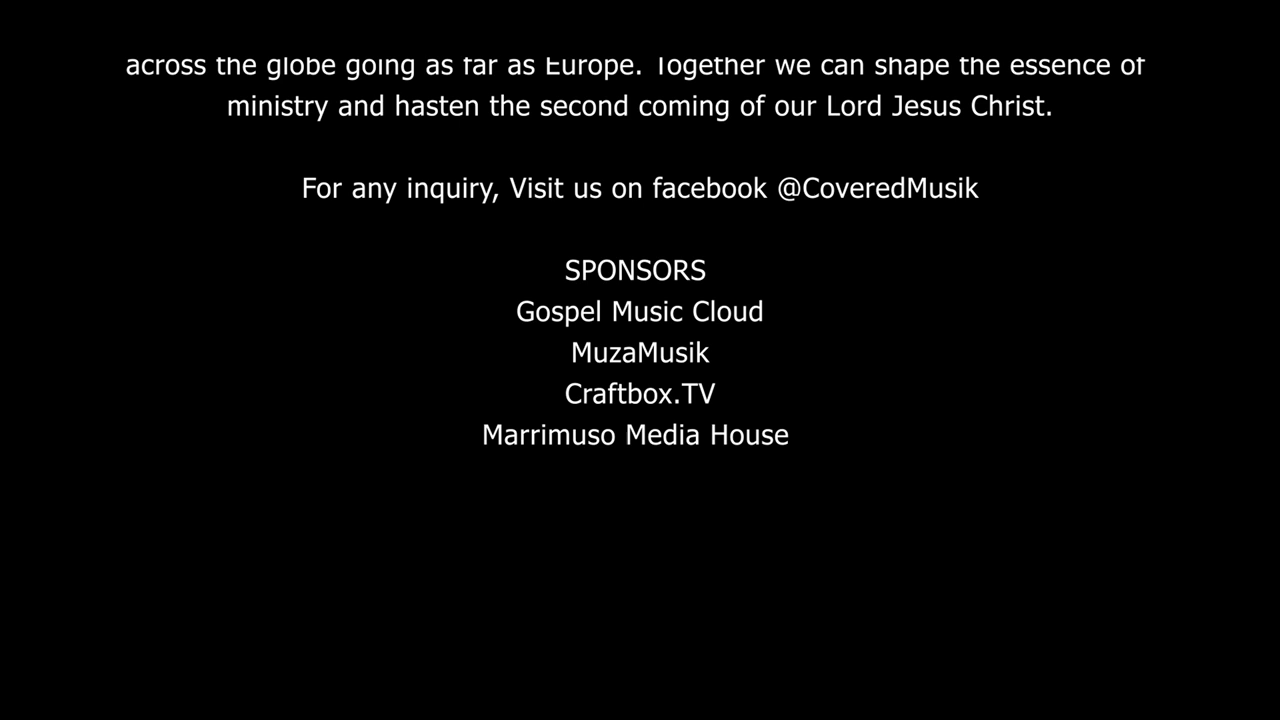 across the globe going as far as Europe. Together we can shape the essence of
ministry and hasten the second coming of our Lord Jesus Christ.
For any inquiry, Visit us on facebook @CoveredMusik
SPONSORS
Gospel Music Cloud
MuzaMusik
Craftbox.TV
Marrimuso Media House